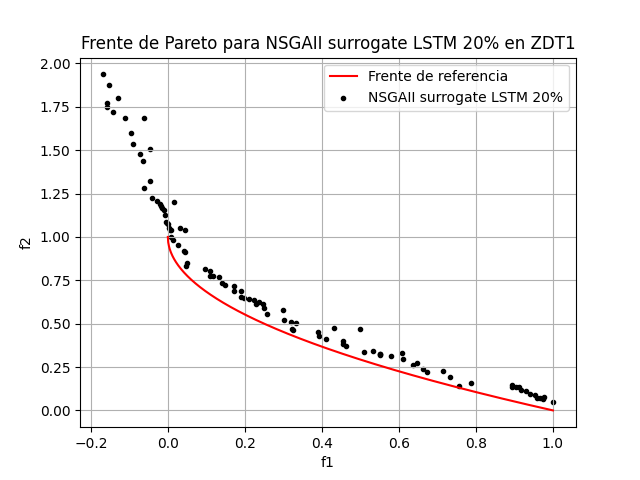 Frente de Pareto para NSGAII surrogate LSTM 20% en ZDT1
Frente de referencia
NSGAII surrogate LSTM 20%
2.00
1.75
1.50
1.25
1.00
0.75
0.50
0.25
0.00
f2
−0.2 0.0 0.2 0.4 0.6 0.8 1.0
f1